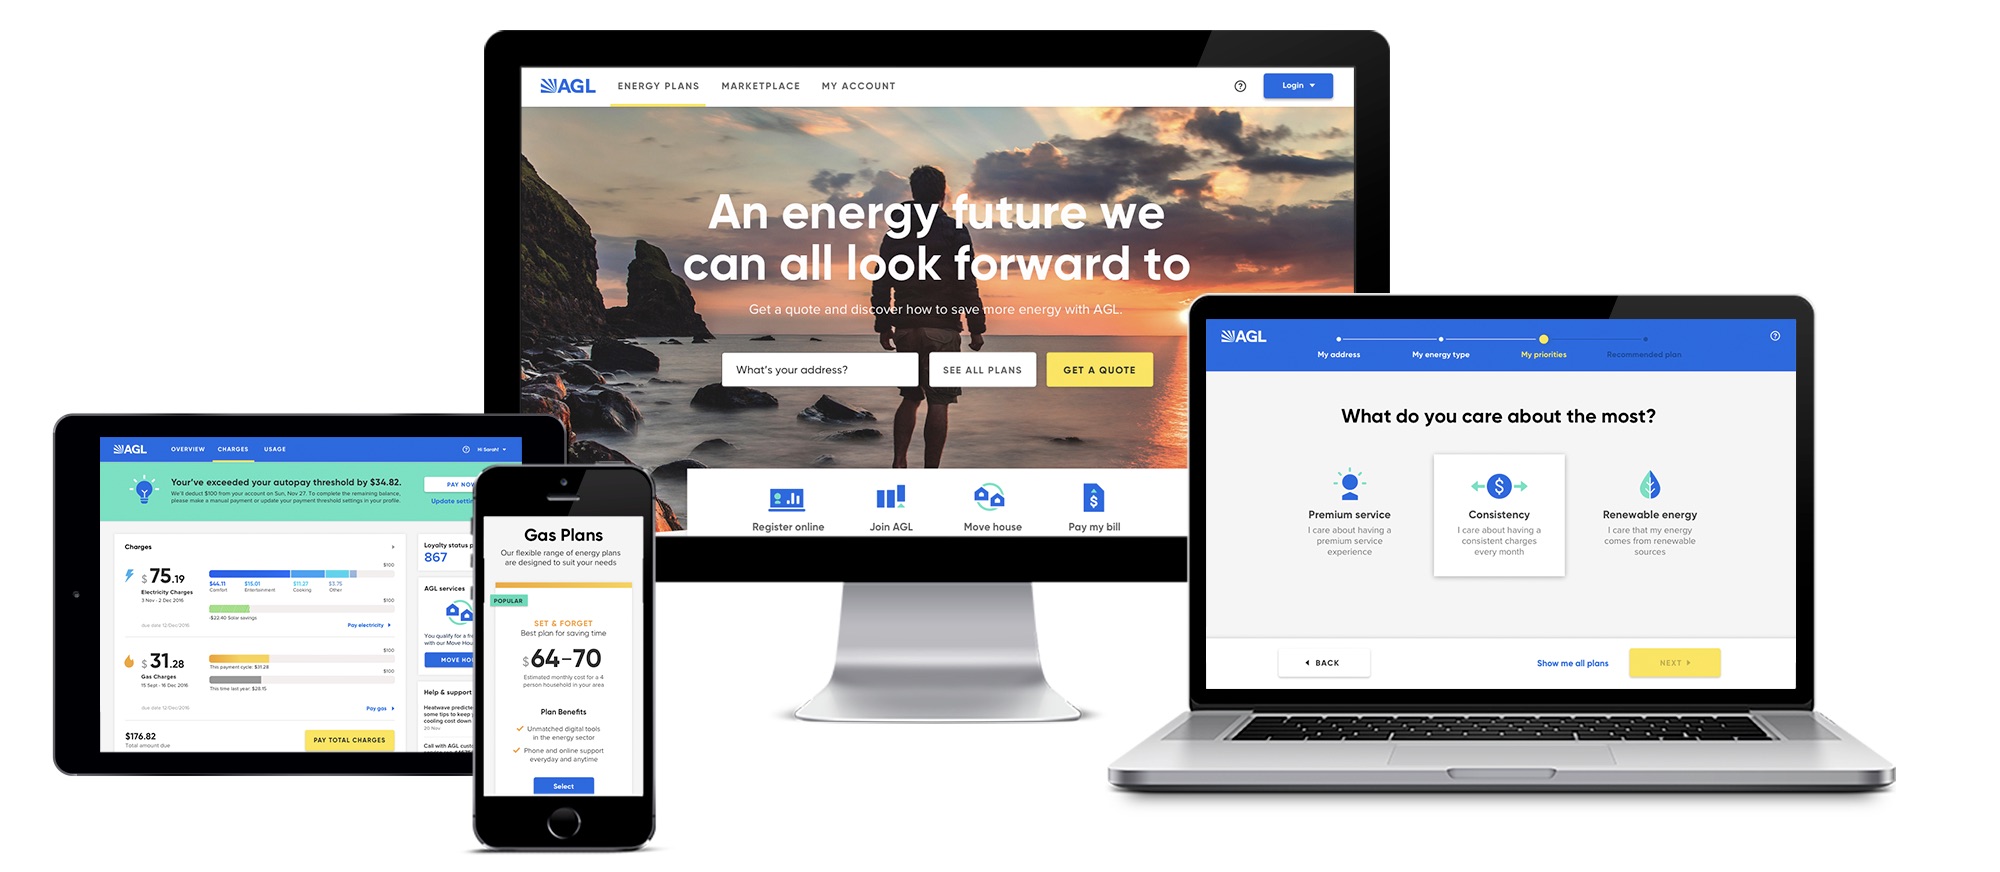 AGL
ENERGY PLANS
MARKETPLACE
MY ACCOUNT
Login
An energy future we
can all look forward to
Get a quote and discover how to save more energy with AGL.
What's your address?
SEE ALL PLANS
GET A QUOTE
Register online
Join AGL
Move house
Pay my bill
AGL
OVERVIEW
CHARGES
USAGE
Hi Sarah!
Your've exceeded your autopay threshold by $34.82.
We'll deduct $100 from your account on Sun, Nov 27. To complete the remaining balance,
please make a manual payment or update your payment threshold settings in your profile.
PAY NOW
Update
Charges
$75.19
Electricity Charges
3 Nov - 2 Dec 2016
due date: 12/Dec/2016
$100
$44.11
$15.01
$11.27
$3.75
Comfort
Entertainment
Cooking
Other
$100
-$22.40 Solar savings
Pay electricity
$31.28
Gas Charges
15 Sept - 16 Dec 2016
due date: 12/Dec/2016
$100
This payment cycle: $31.28
$100
This time last year: $28.15
Pay gas
$176.82
Total amount due
PAY TOTAL CHARGES
Loyalty status
867
AGL services
You qualify for a
with our Move
MOVE
Help & support
Heatwave
some tips to keep
cooling cost down
20 Nov
Call with AGL
Gas Plans
Our flexible range of energy plans
are designed to suit your needs
POPULAR
SET & FORGET
Best plan for saving time
$64–70
Estimated monthly cost for a 4
person household in your area
Plan Benefits
Unmatched digital tools
in the energy sector
Phone and online support
everyday and anytime
Select
AGL
My address
My energy type
My priorities
Recommended plan
What do you care about the most?
Premium service
I care about having a
premium service
experience
Consistency
I care about having a
consistent charges
every month
Renewable energy
I care that my energy
comes from renewable
sources
BACK
Show me all plans
NEXT